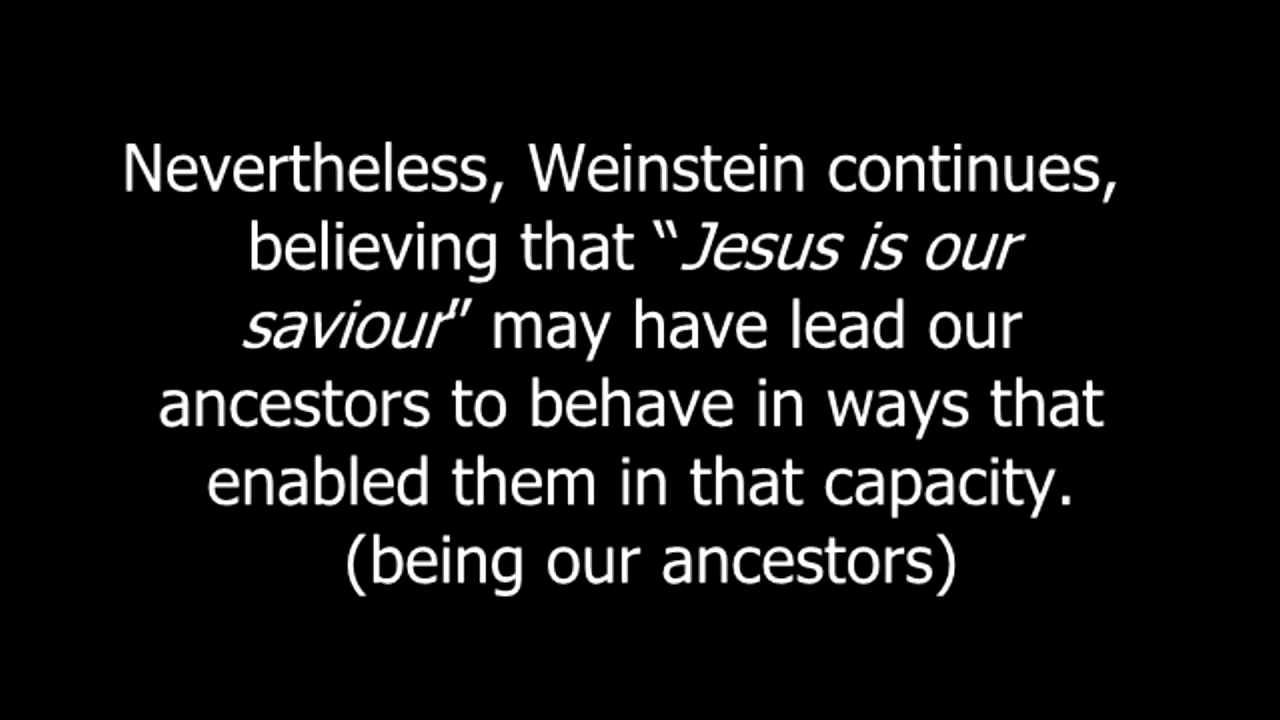 Nevertheless, Weinstein continues,
believing that “Jesus is our
saviour” may have lead our
ancestors to behave in ways that
enabled them in that capacity.
(being our ancestors)